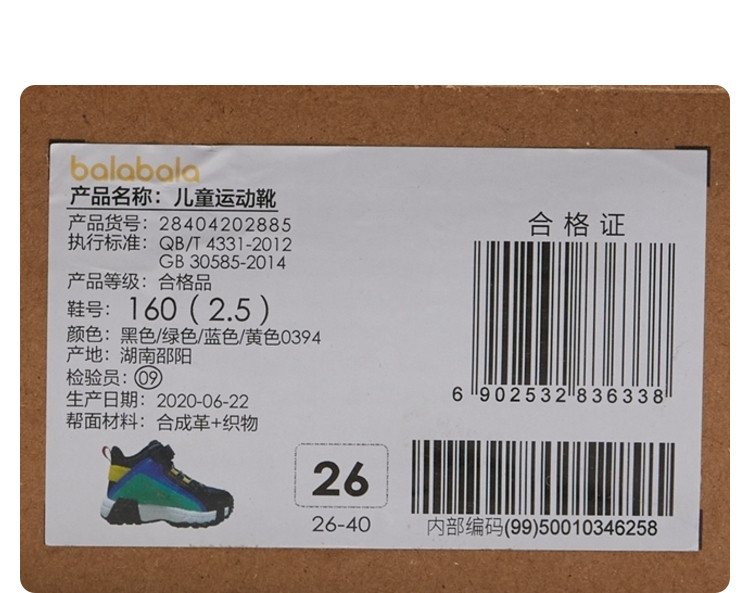 balabala
产品名称：儿童运动靴
产品货号：28404202885
执行标准：QB/T 4331-2012
GB 30585-2014
产品等级：合格品
鞋号：160（2.5）
颜色：黑色/绿色/蓝色/黄色0394
产地：湖南邵阳
检验员：09
生产日期：2020-06-22
帮面材料：合成革+织物
26
26-40
合格证
6 902532 836338
内部编码(99)50010346258